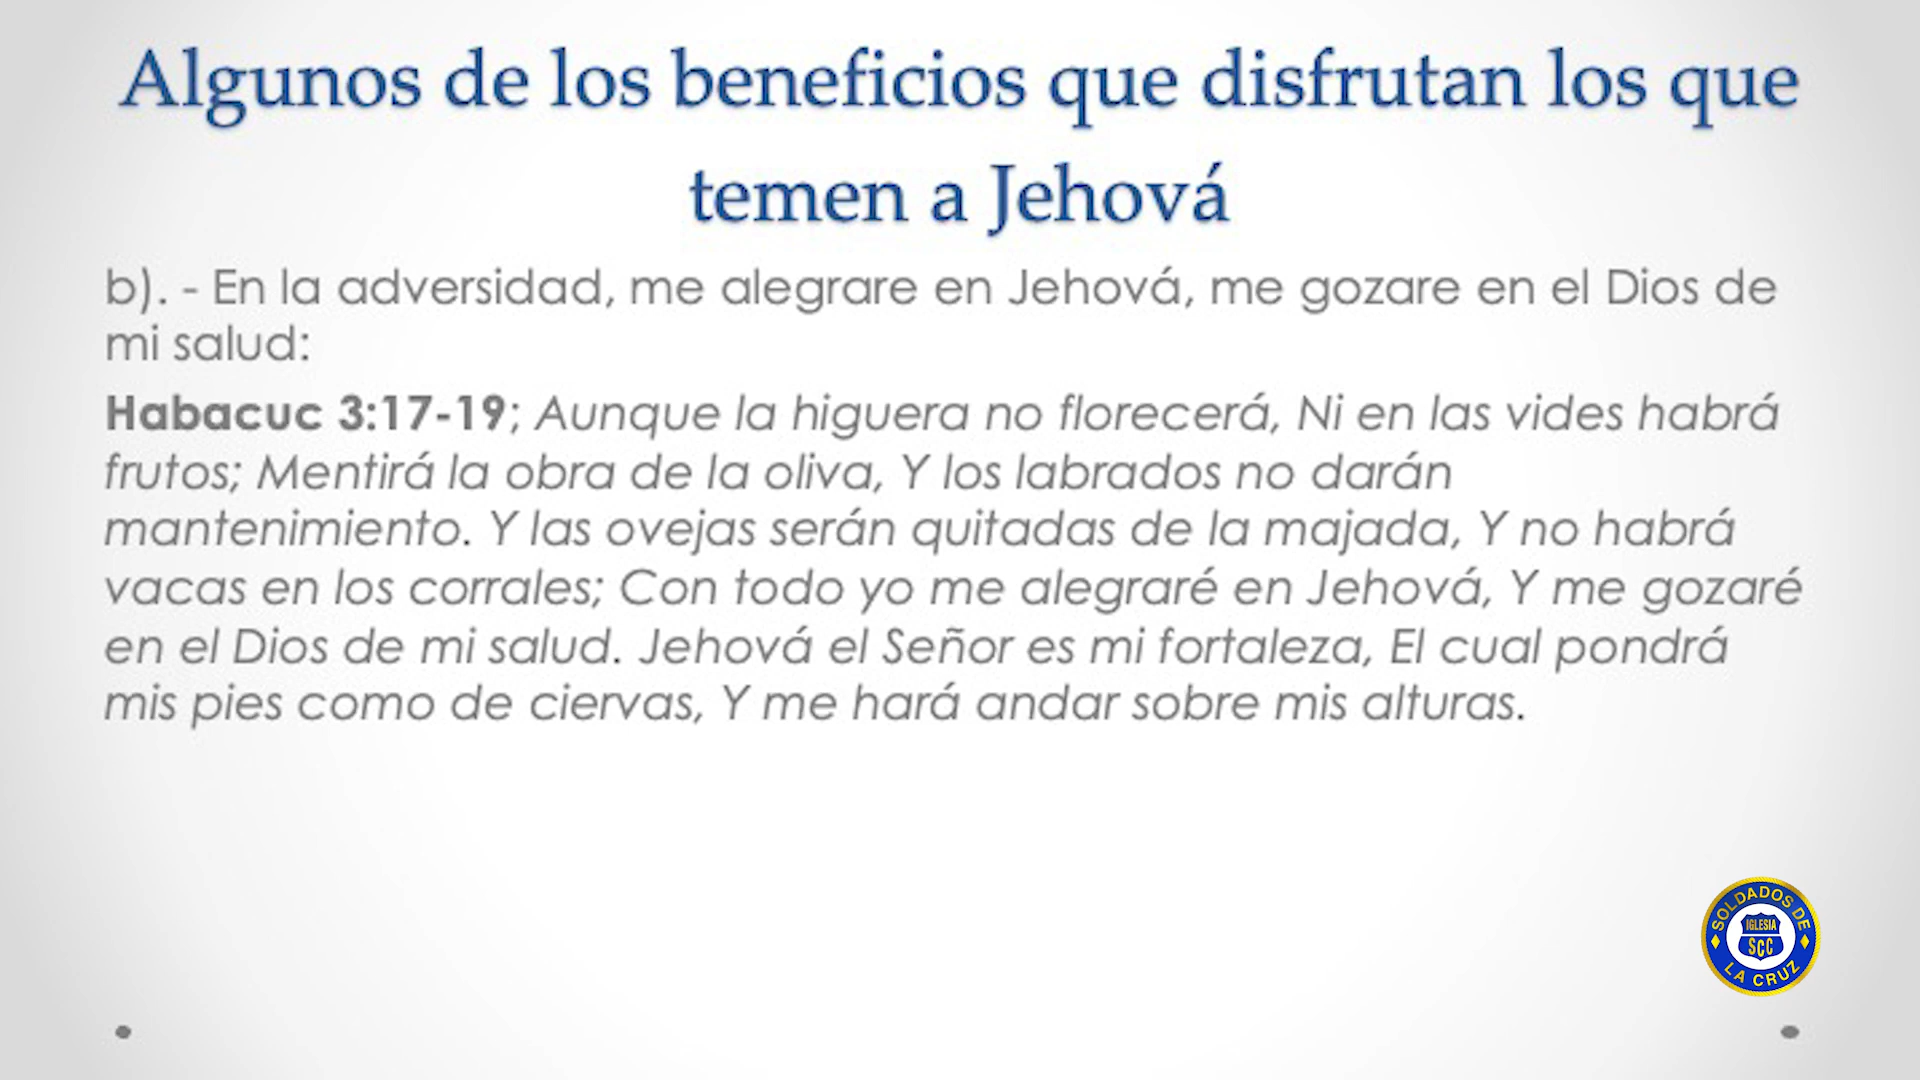 Algunos de los beneficios que disfrutan los que
temen a Jehová
b). - En la adversidad, me alegrare en Jehová, me gozare en el Dios de
mi salud:
Habacuc 3:17-19; Aunque la higuera no florecerá, Ni en las vides habrá
frutos; Mentirá la obra de la oliva, Y los labrados no darán
mantenimiento. Y las ovejas serán quitadas de la majada, Y no habrá
vacas en los corrales; Con todo yo me alegraré en Jehová, Y me gozaré
en el Dios de mi salud. Jehová el Señor es mi fortaleza, El cual pondrá
mis pies como de ciervas, Y me hará andar sobre mis alturas.
SOLDADOS DE
IGLESIA
SCC
LA CRUZ